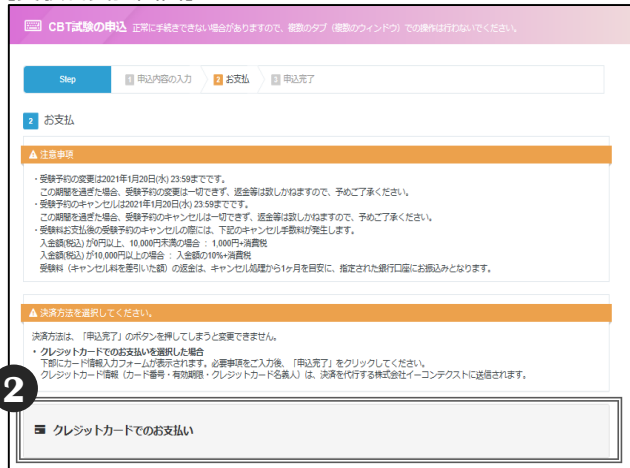 CBT試験の申込 正常に手続きできない場合がありますので、複数のタブ（複数のウィンドウ）での操作は行わないでください。
Step 1 申込内容の入力 2 お支払 3 申込完了
2 お支払
注意事項
・受験予約の変更は2021年1月20日(水) 23:59までです。
この期間を過ぎた場合、受験予約の変更は一切できず、返金等は致しかねますので、予めご了承ください。
・受験予約のキャンセルは2021年1月20日(水) 23:59までです。
この期間を過ぎた場合、受験予約のキャンセルは一切できず、返金等は致しかねますので、予めご了承ください。
・受験料お支払後の受験予約のキャンセルの際には、下記のキャンセル手数料が発生します。
入金額(税込) が0円以上、10,000円未満の場合 ： 1,000円+消費税
入金額(税込) が10,000円以上の場合 ： 入金額の10%+消費税
受験料（キャンセル料を差引いた額）の返金は、キャンセル処理から1ヶ月を目安に、指定された銀行口座にお振込みとなります。
決済方法を選択してください。
決済方法は、「申込完了」のボタンを押してしまうと変更できません。
・クレジットカードでのお支払いを選択した場合
下部にカード情報入力フォームが表示されます。必要事項をご入力後、「申込完了」をクリックしてください。
クレジットカード情報（カード番号・有効期限・クレジットカード名義人）は、決済を代行する株式会社イーコンテクストに送信されます。
2
クレジットカードでのお支払い